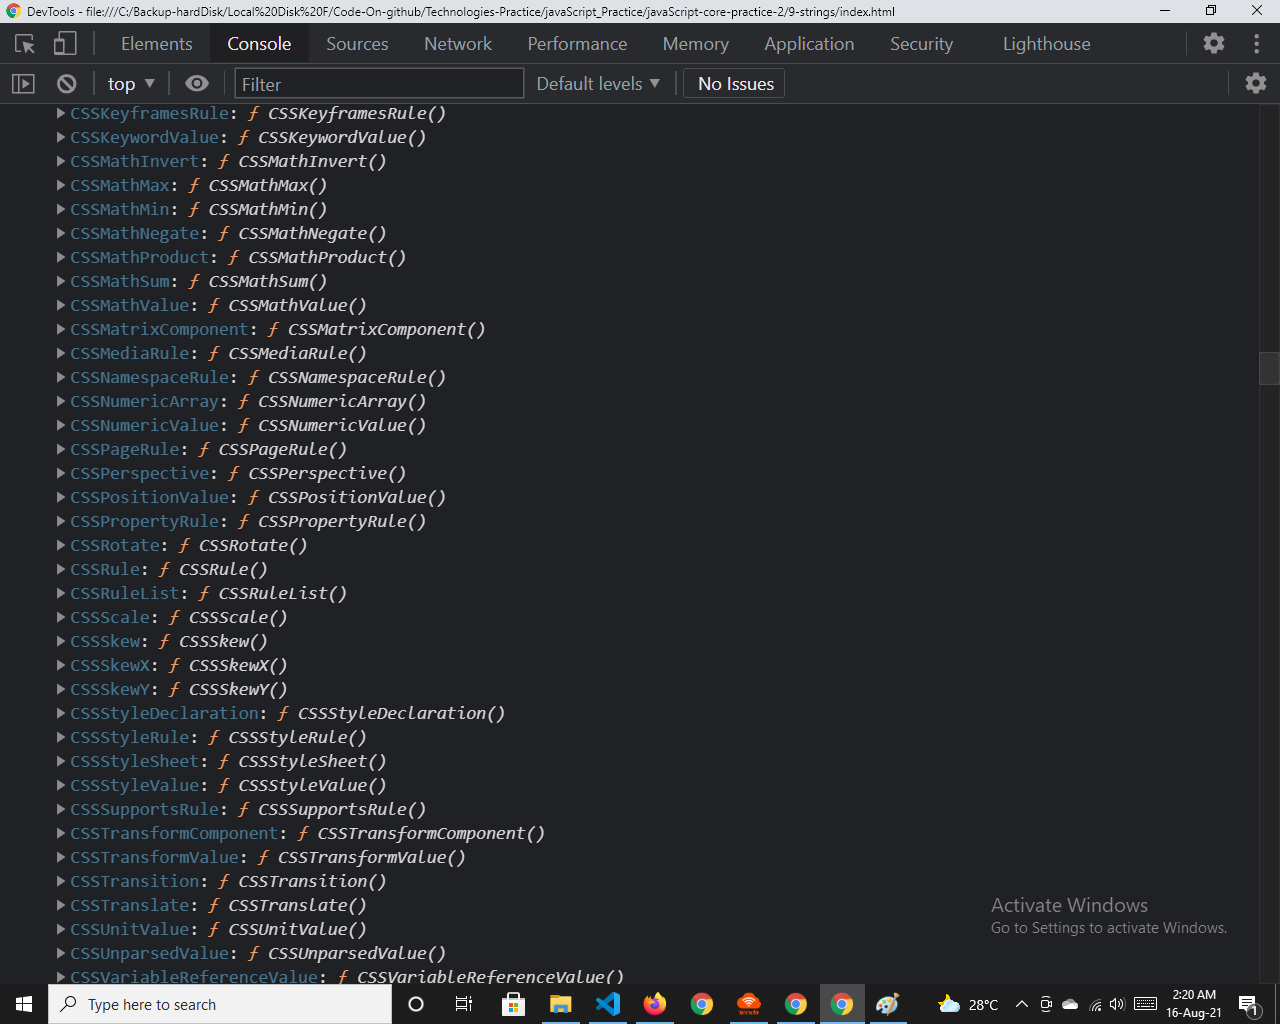 DevTools - file:///C:/Backup-hardDisk/Local%20Disk%20F/Code-On-github/Technologies-Practice/javaScript_Practice/javaScript-core-practice-2/9-strings/index.html
Elements Console Sources Network Performance Memory Application Security Lighthouse
top Filter Default levels No Issues
CSSKeyframesRule: ƒ CSSKeyframesRule()
CSSKeywordValue: ƒ CSSKeywordValue()
CSSMathInvert: ƒ CSSMathInvert()
CSSMathMax: ƒ CSSMathMax()
CSSMathMin: ƒ CSSMathMin()
CSSMathNegate: ƒ CSSMathNegate()
CSSMathProduct: ƒ CSSMathProduct()
CSSMathSum: ƒ CSSMathSum()
CSSMathValue: ƒ CSSMathValue()
CSSMatrixComponent: ƒ CSSMatrixComponent()
CSSMediaRule: ƒ CSSMediaRule()
CSSNamespaceRule: ƒ CSSNamespaceRule()
CSSNumericArray: ƒ CSSNumericArray()
CSSNumericValue: ƒ CSSNumericValue()
CSSPageRule: ƒ CSSPageRule()
CSSPerspective: ƒ CSSPerspective()
CSSPositionValue: ƒ CSSPositionValue()
CSSPropertyRule: ƒ CSSPropertyRule()
CSSRotate: ƒ CSSRotate()
CSSRule: ƒ CSSRule()
CSSRuleList: ƒ CSSRuleList()
CSSScale: ƒ CSSScale()
CSSSkew: ƒ CSSSkew()
CSSSkewX: ƒ CSSSkewX()
CSSSkewY: ƒ CSSSkewY()
CSSStyleDeclaration: ƒ CSSStyleDeclaration()
CSSStyleRule: ƒ CSSStyleRule()
CSSStyleSheet: ƒ CSSStyleSheet()
CSSStyleValue: ƒ CSSStyleValue()
CSSSupportsRule: ƒ CSSSupportsRule()
CSSTransformComponent: ƒ CSSTransformComponent()
CSSTransformValue: ƒ CSSTransformValue()
CSSTransition: ƒ CSSTransition()
CSSTranslate: ƒ CSSTranslate()
CSSUnitValue: ƒ CSSUnitValue()
CSSUnparsedValue: ƒ CSSUnparsedValue()
CSSVariableReferenceValue: ƒ CSSVariableReferenceValue()
Activate Windows
Go to Settings to activate Windows.
Type here to search
28°C
2:20 AM
16-Aug-21
1